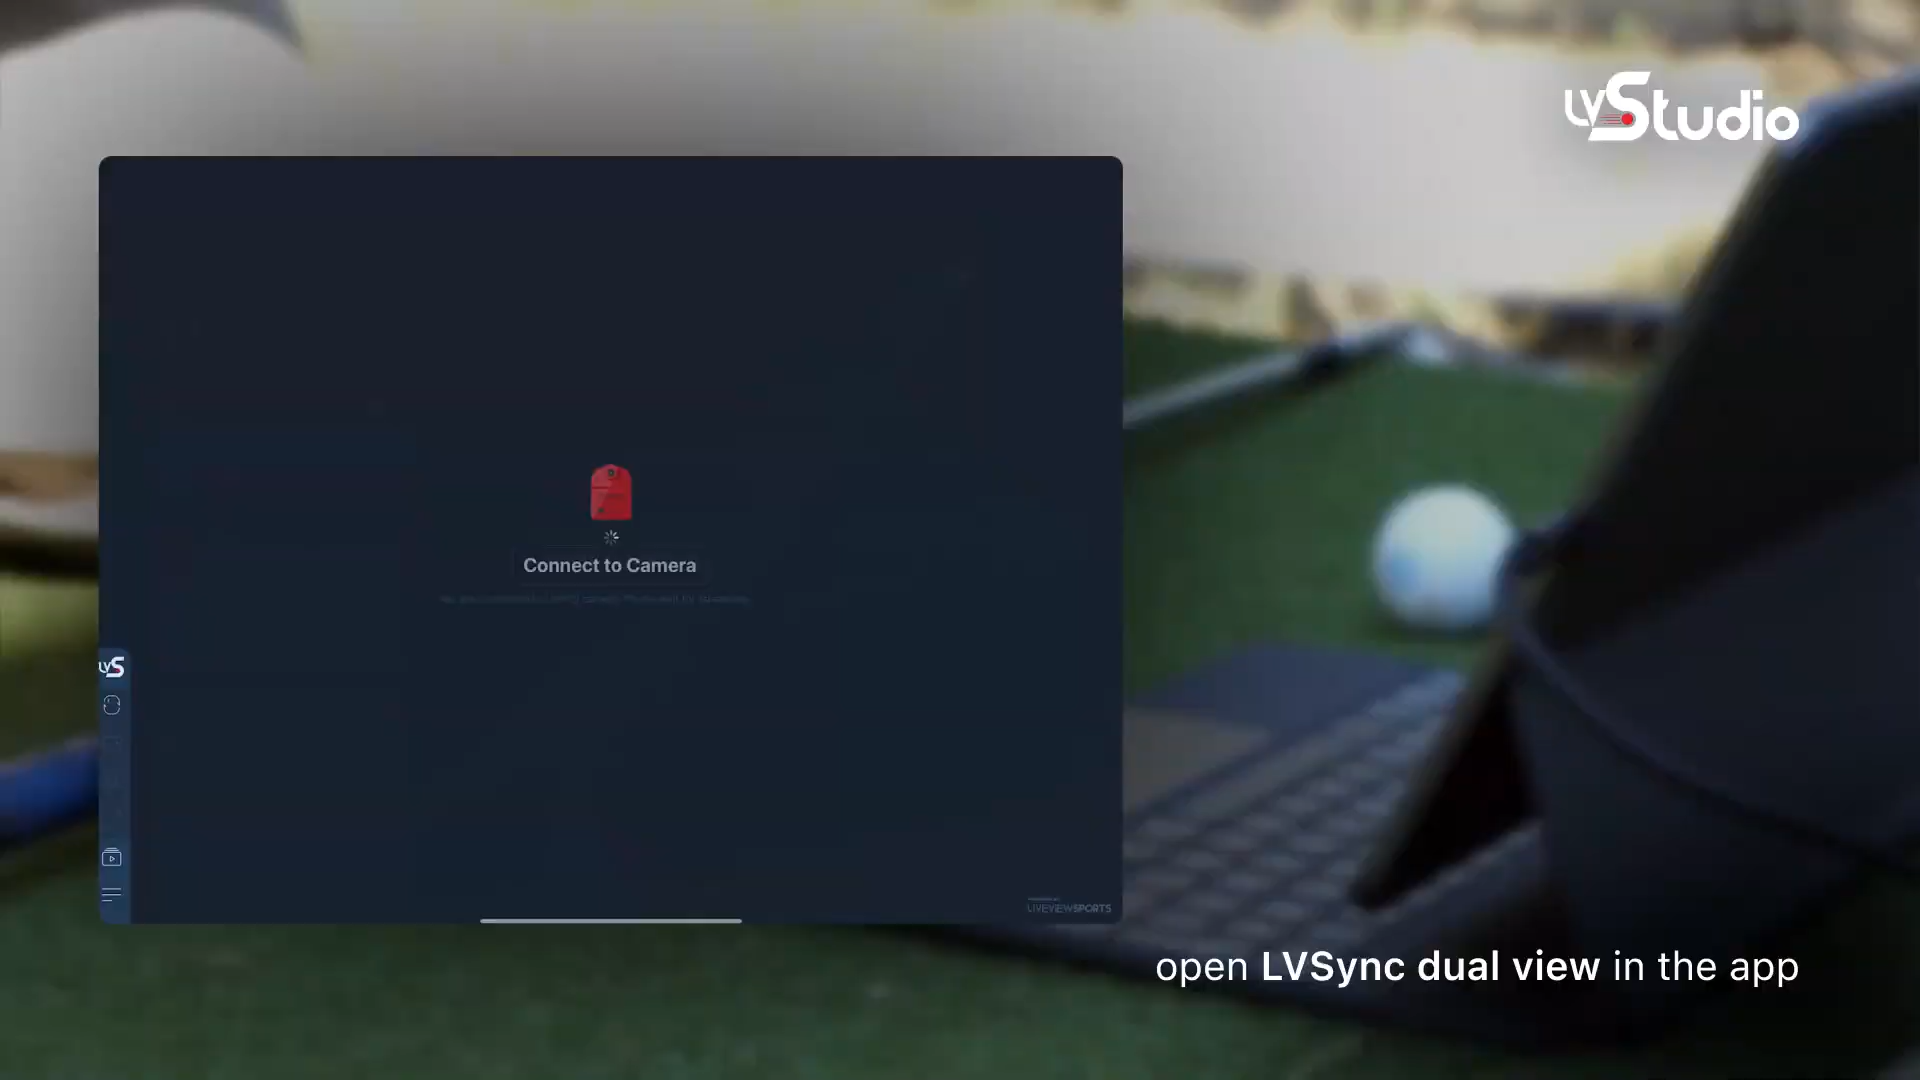 LVStudio
Connect to Camera
LVS
LIVEVIEWSPORTS
open LVSync dual view in the app